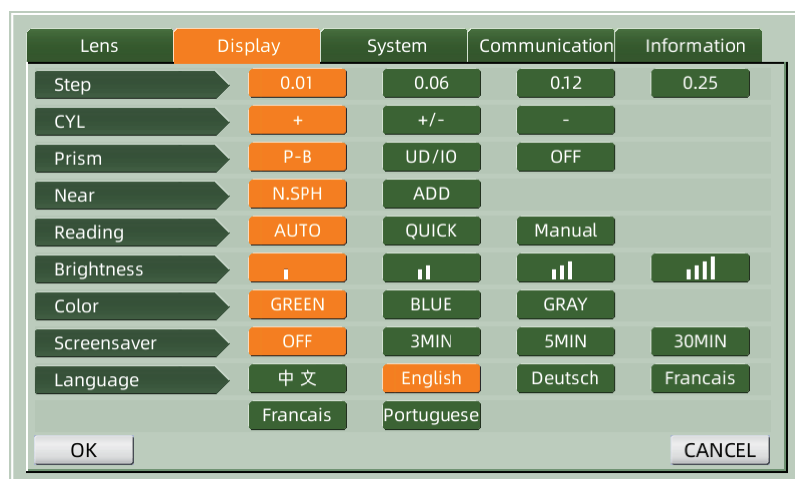 Lens Display System Communication Information
Step 0.01 0.06 0.12 0.25
CYL + +/- -
Prism P-B UD/IO OFF
Near N.SPH ADD
Reading AUTO QUICK Manual
Brightness
Color GREEN BLUE GRAY
Screensaver OFF 3MIN 5MIN 30MIN
Language 中文 English Deutsch Francais
Francais Portuguese
OK CANCEL